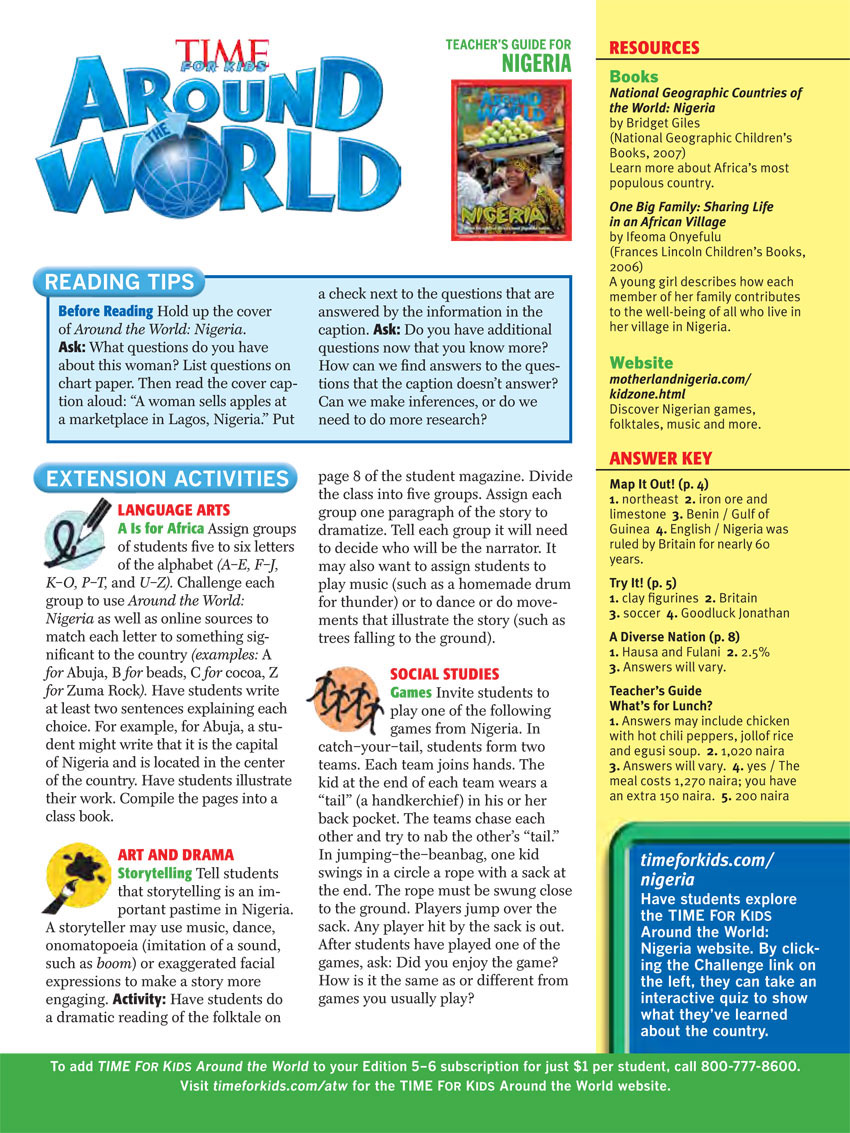 TIME
FOR KIDS
AROUND
THE
WORLD
TEACHER'S GUIDE FOR
NIGERIA
AROUND
THE
WORLD
NIGERIA
READING TIPS
Before Reading Hold up the cover
of Around the World: Nigeria.
Ask: What questions do you have
about this woman? List questions on
chart paper. Then read the cover cap-
tion aloud: “A woman sells apples at
a marketplace in Lagos, Nigeria.” Put
a check next to the questions that are
answered by the information in the
caption. Ask: Do you have additional
questions now that you know more?
How can we find answers to the ques-
tions that the caption doesn’t answer?
Can we make inferences, or do we
need to do more research?
EXTENSION ACTIVITIES
LANGUAGE ARTS
A Is for Africa Assign groups
of students five to six letters
of the alphabet (A–E, F–J,
K–O, P–T, and U–Z). Challenge each
group to use Around the World:
Nigeria as well as online sources to
match each letter to something sig-
nificant to the country (examples: A
for Abuja, B for beads, C for cocoa, Z
for Zuma Rock). Have students write
at least two sentences explaining each
choice. For example, for Abuja, a stu-
dent might write that it is the capital
of Nigeria and is located in the center
of the country. Have students illustrate
their work. Compile the pages into a
class book.
ART AND DRAMA
Storytelling Tell students
that storytelling is an im-
portant pastime in Nigeria.
A storyteller may use music, dance,
onomatopoeia (imitation of a sound,
such as boom) or exaggerated facial
expressions to make a story more
engaging. Activity: Have students do
a dramatic reading of the folktale on
page 8 of the student magazine. Divide
the class into five groups. Assign each
group one paragraph of the story to
dramatize. Tell each group it will need
to decide who will be the narrator. It
may also want to assign students to
play music (such as a homemade drum
for thunder) or to dance or do move-
ments that illustrate the story (such as
trees falling to the ground).
SOCIAL STUDIES
Games Invite students to
play one of the following
games from Nigeria. In
catch–your–tail, students form two
teams. Each team joins hands. The
kid at the end of each team wears a
“tail” (a handkerchief) in his or her
back pocket. The teams chase each
other and try to nab the other’s “tail.”
In jumping–the–beanbag, one kid
swings in a circle a rope with a sack at
the end. The rope must be swung close
to the ground. Players jump over the
sack. Any player hit by the sack is out.
After students have played one of the
games, ask: Did you enjoy the game?
How is it the same as or different from
games you usually play?
RESOURCES
Books
National Geographic Countries of
the World: Nigeria
by Bridget Giles
(National Geographic Children’s
Books, 2007)
Learn more about Africa’s most
populous country.
One Big Family: Sharing Life
in an African Village
by Ifeoma Onyefulu
(Frances Lincoln Children’s Books,
2006)
A young girl describes how each
member of her family contributes
to the well-being of all who live in
her village in Nigeria.
Website
motherlandnigeria.com/
kidzone.html
Discover Nigerian games,
folktales, music and more.
ANSWER KEY
Map It Out! (p. 4)
1. northeast 2. iron ore and
limestone 3. Benin / Gulf of
Guinea 4. English / Nigeria was
ruled by Britain for nearly 60
years.
Try It! (p. 5)
1. clay figurines 2. Britain
3. soccer 4. Goodluck Jonathan
A Diverse Nation (p. 8)
1. Hausa and Fulani 2. 2.5%
3. Answers will vary.
Teacher’s Guide
What’s for Lunch?
1. Answers may include chicken
with hot chili peppers, jollof rice
and egusi soup. 2. 1,020 naira
3. Answers will vary. 4. yes / The
meal costs 1,270 naira; you have
an extra 150 naira. 5. 200 naira
timeforkids.com/
nigeria
Have students explore
the TIME FOR KIDS
Around the World:
Nigeria website. By click-
ing the Challenge link on
the left, they can take an
interactive quiz to show
what they’ve learned
about the country.
To add TIME FOR KIDS Around the World to your Edition 5–6 subscription for just $1 per student, call 800-777-8600.
Visit timeforkids.com/atw for the TIME FOR KIDS Around the World website.